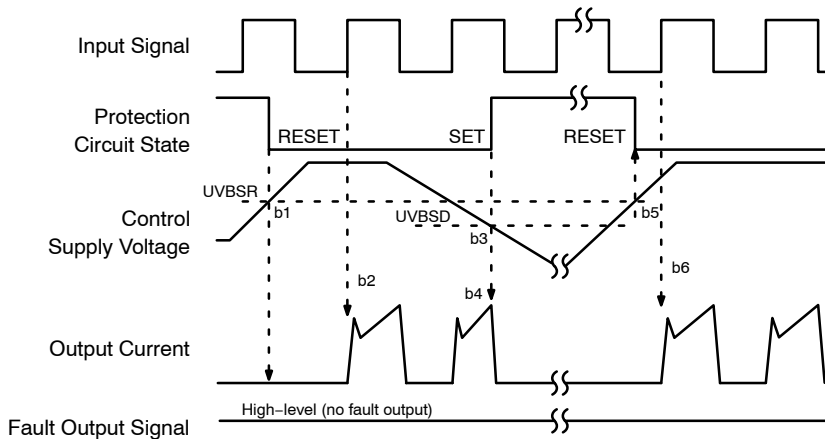 Input Signal
Protection
Circuit State
RESET
SET
RESET
UVBSR
b1
UVBSD
b3
b5
Control
Supply Voltage
b2
b4
b6
Output Current
High−level (no fault output)
Fault Output Signal